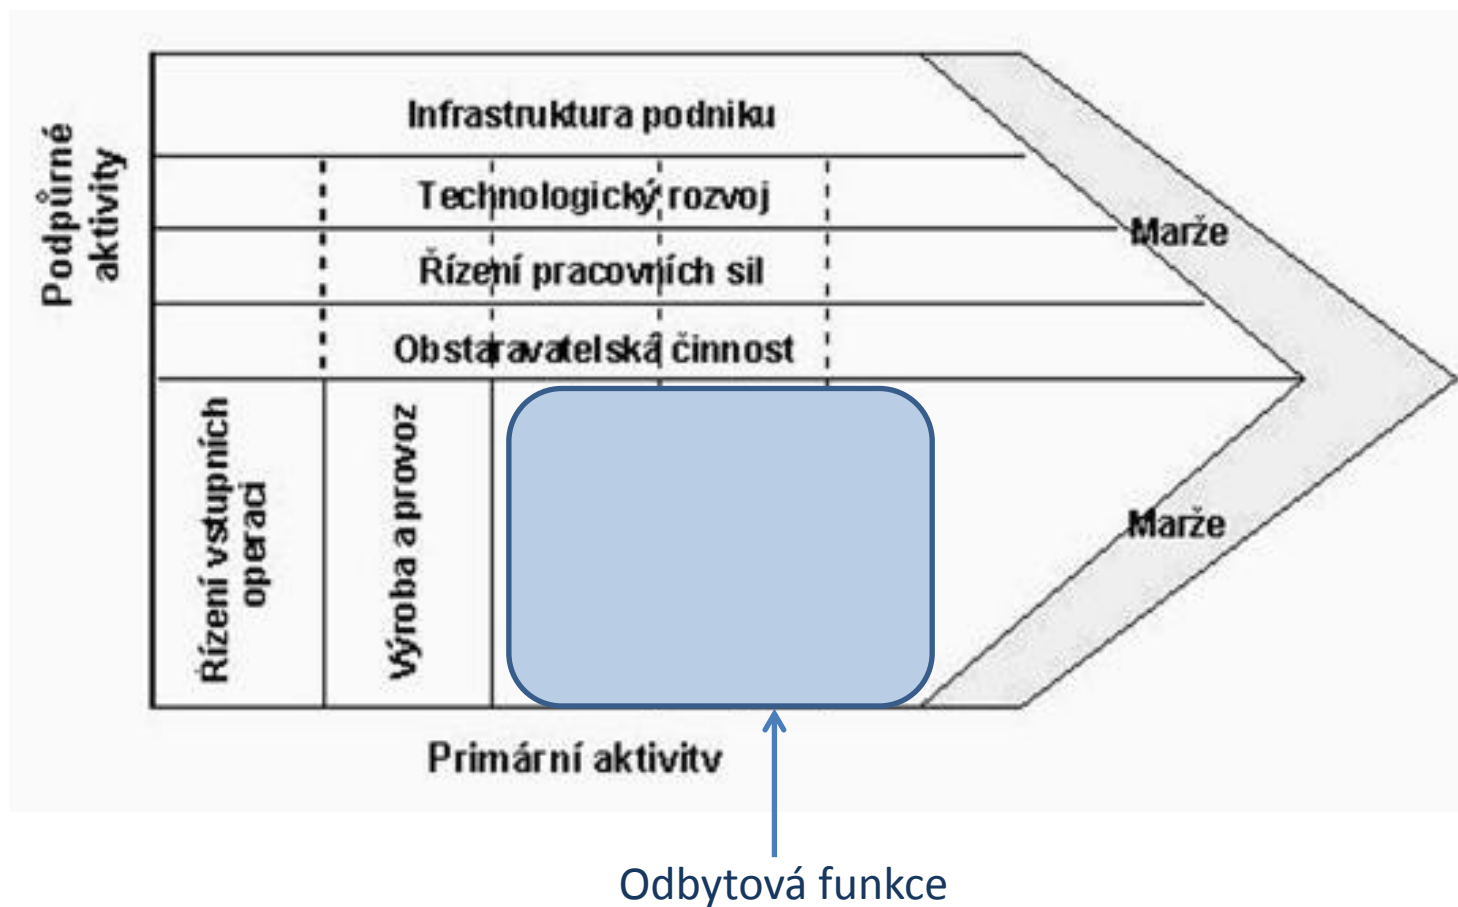 Podpůrné
aktivity
Infrastruktura podniku
Technologický rozvoj
Řízení pracovních sil
Obstaravatelská činnost
Marže
Řízení vstupních
operaci
Výroba a provoz
Marže
Primární aktivity
Odbytová funkce